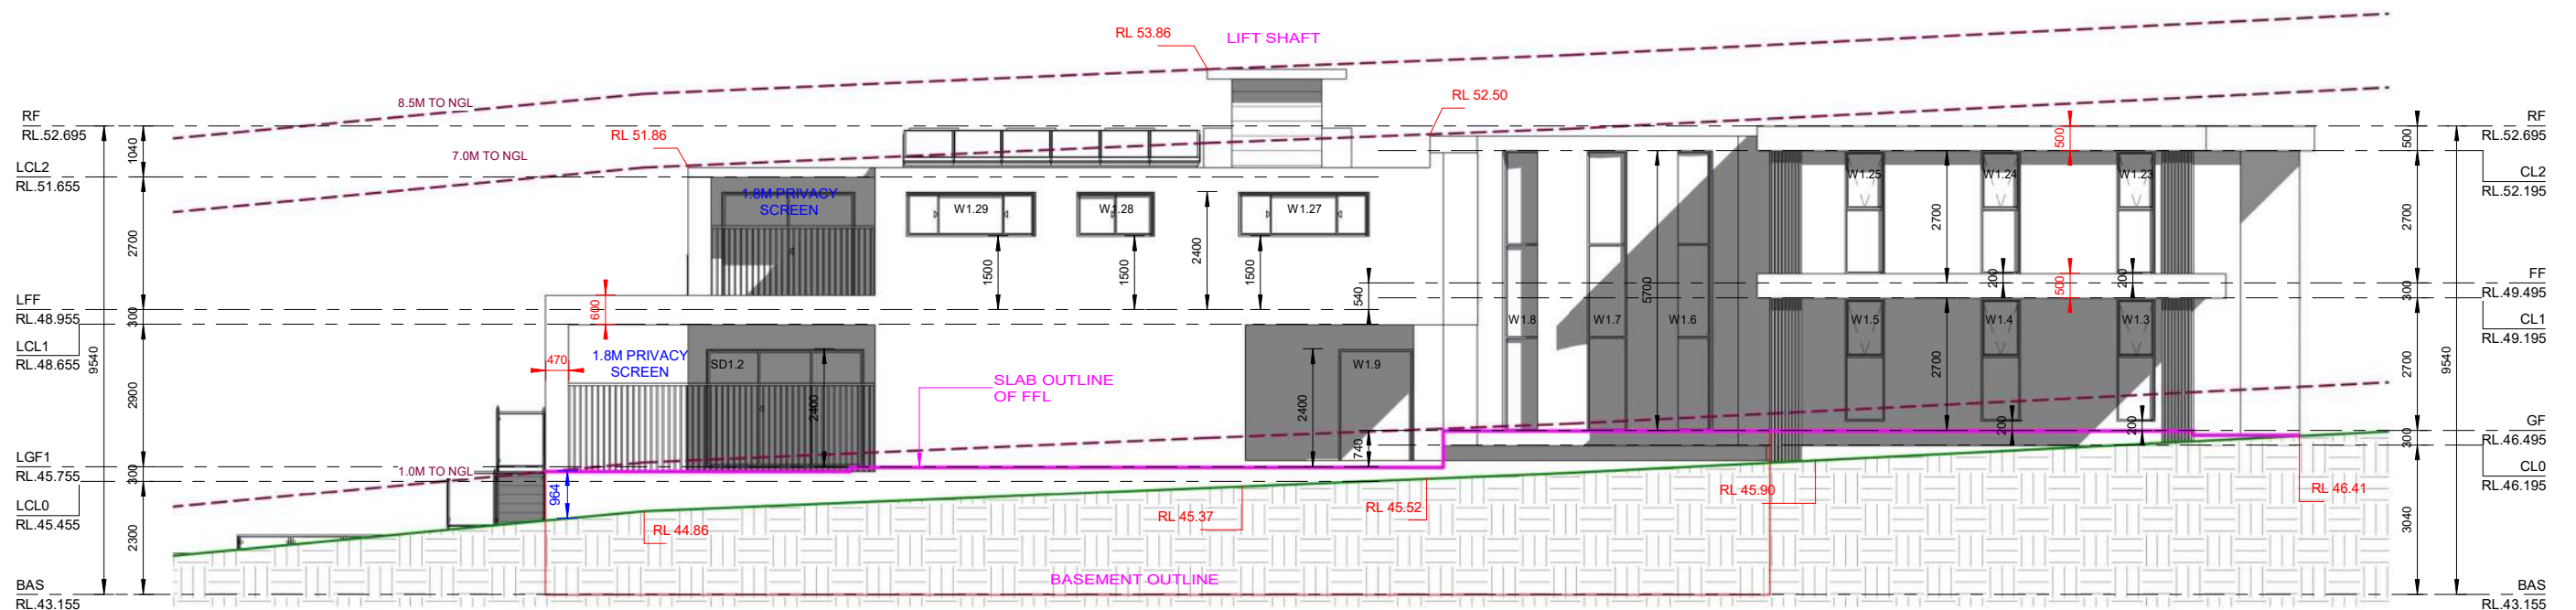 RL 53.86
LIFT SHAFT
8.5M TO NGL
RL 52.50
RF
RL.52.695
1040
RL 51.86
7.0M TO NGL
500
500
RF
RL.52.695
LCL2
RL.51.655
1.8M PRIVACY
SCREEN
W1.29
W1.28
W1.27
W1.25
W1.24
W1.23
CL2
RL.52.195
2700
9540
1500
1500
2400
1500
540
5700
2700
200
500
200
2700
9540
LFF
RL.48.955
300
600
FF
RL.49.495
300
LCL1
RL.48.655
470
1.8M PRIVACY
SCREEN
SD1.2
2400
W1.9
2400
W1.8
W1.7
W1.6
W1.5
W1.4
W1.3
CL1
RL.49.195
2900
SLAB OUTLINE
OF FFL
2700
2700
740
200
200
LGF1
RL.45.755
300
1.0M TO NGL
GF
RL.46.495
300
LCL0
RL.45.455
964
RL 44.86
RL 45.37
RL 45.52
RL 45.90
RL 46.41
CL0
RL.46.195
2300
3040
BASEMENT OUTLINE
BAS
RL.43.155
BAS
RL.43.155